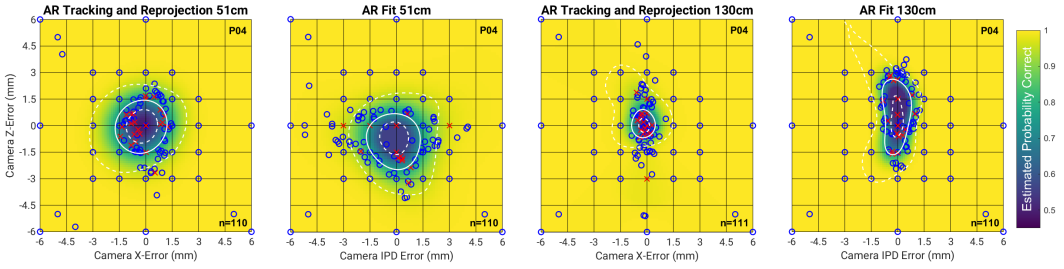 AR Tracking and Reprojection 51cm
AR Fit 51cm
AR Tracking and Reprojection 130cm
AR Fit 130cm
P04
P04
P04
P04
Camera Z-Error (mm)
6
4.5
3
1.5
0
-1.5
-3
-4.5
-6
n=110
n=110
n=111
n=110
-6 -4.5 -3 -1.5 0 1.5 3 4.5 6
-6 -4.5 -3 -1.5 0 1.5 3 4.5 6
-6 -4.5 -3 -1.5 0 1.5 3 4.5 6
-6 -4.5 -3 -1.5 0 1.5 3 4.5 6
Camera X-Error (mm)
Camera IPD Error (mm)
Camera X-Error (mm)
Camera IPD Error (mm)
Estimated Probability Correct
1
0.9
0.8
0.7
0.6
0.5